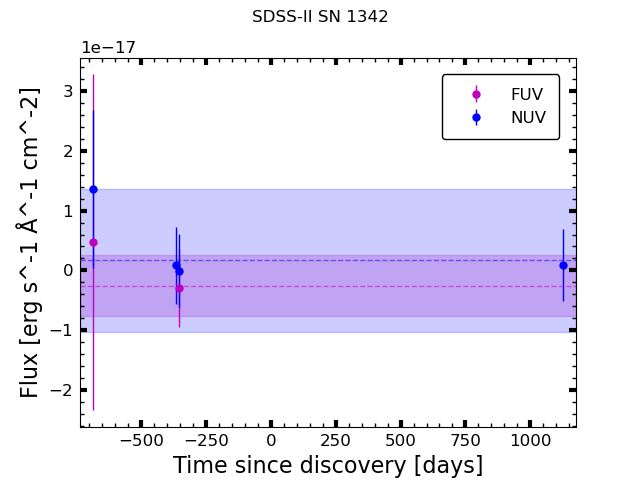 SDSS-II SN 1342
1e−17
FUV
NUV
3
2
1
0
−1
−2
Flux [erg s^-1 Å^-1 cm^-2]
−500 −250 0 250 500 750 1000
Time since discovery [days]